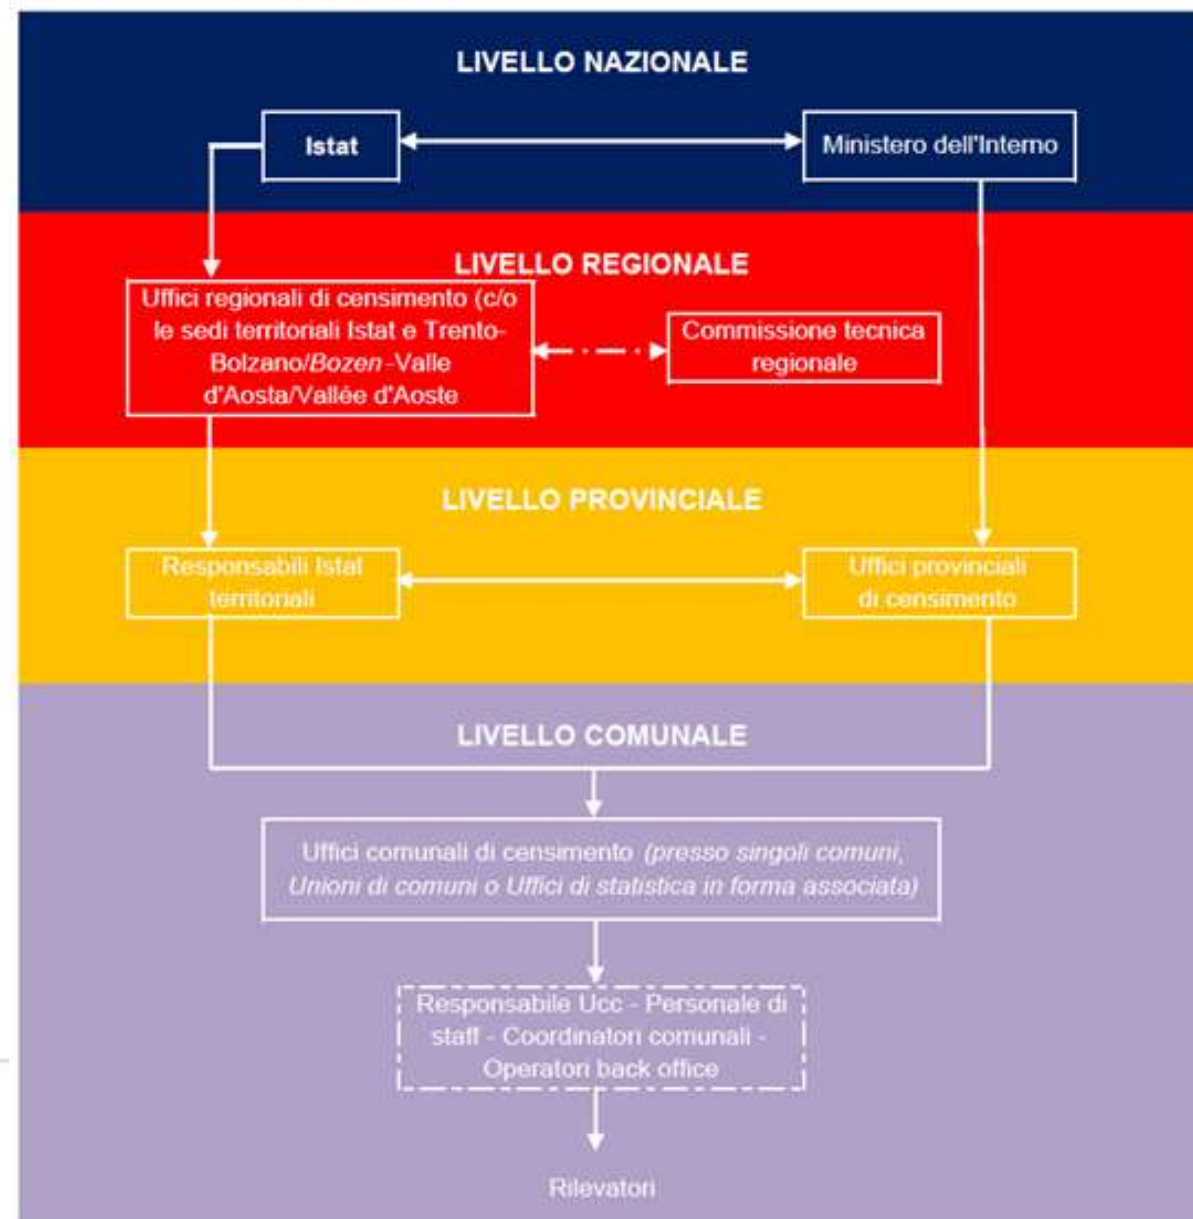 LIVELLO NAZIONALE
Istat
Ministero dell'Interno
LIVELLO REGIONALE
Uffici regionali di censimento (c/o
le sedi territoriali Istat e Trento-
Bolzano/Bozen-Valle
d'Aosta/Vallée d'Aoste
Commissione tecnica
regionale
LIVELLO PROVINCIALE
Responsabili Istat
territoriali
Uffici provinciali
di censimento
LIVELLO COMUNALE
Uffici comunali di censimento (presso singoli comuni,
Unioni di comuni o Uffici di statistica in forma associata)
Responsabile Ucc - Personale di
staff - Coordinatori comunali -
Operatori back office
Rilevatori